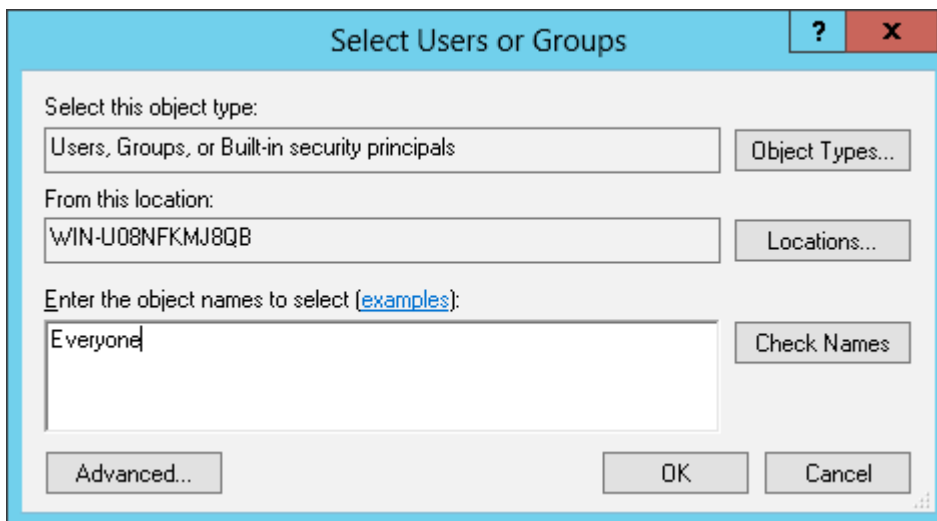 Select Users or Groups
? x
Select this object type:
Users, Groups, or Built-in security principals
Object Types...
From this location:
WIN-U08NFKMJ8QB
Locations...
Enter the object names to select (examples):
Everyone
Check Names
Advanced...
OK
Cancel